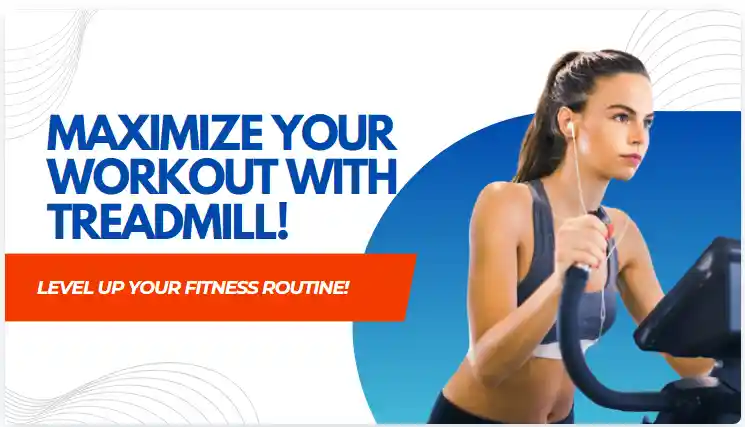 MAXIMIZE YOUR
WORKOUT WITH
TREADMILL!
LEVEL UP YOUR FITNESS ROUTINE!